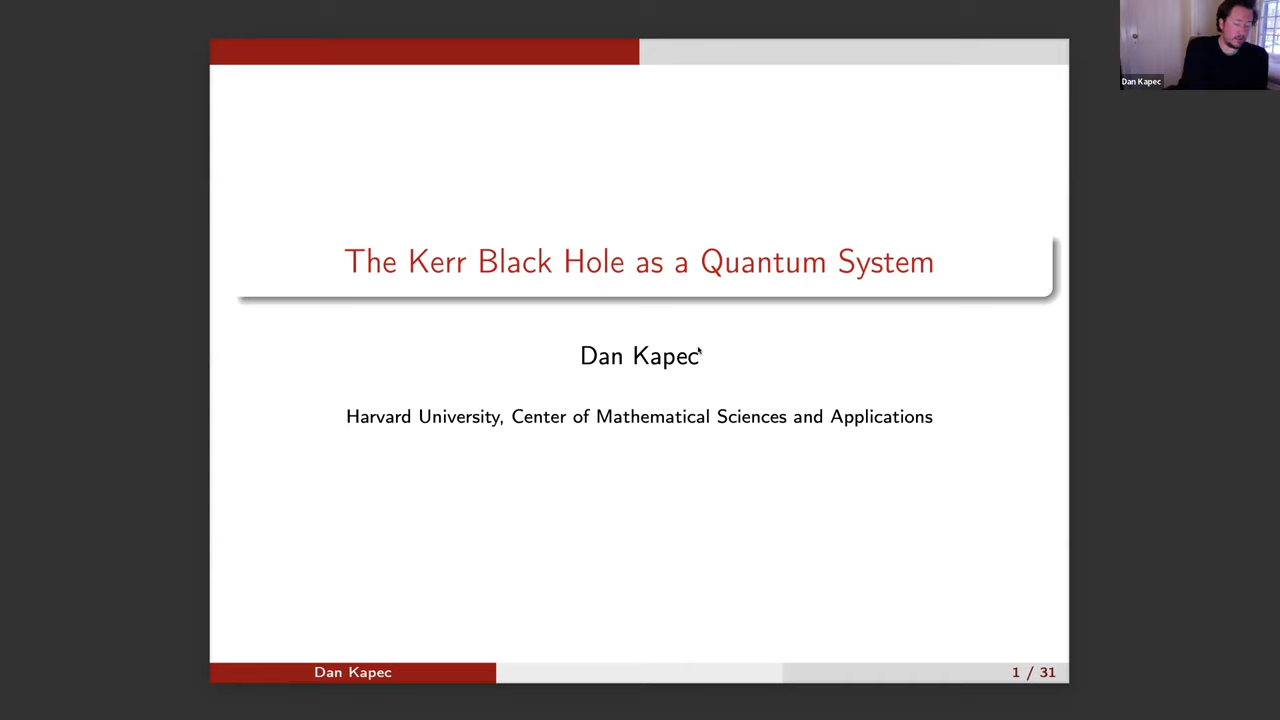 Dan Kapec
The Kerr Black Hole as a Quantum System
Dan Kapec
Harvard University, Center of Mathematical Sciences and Applications
Dan Kapec
1 / 31